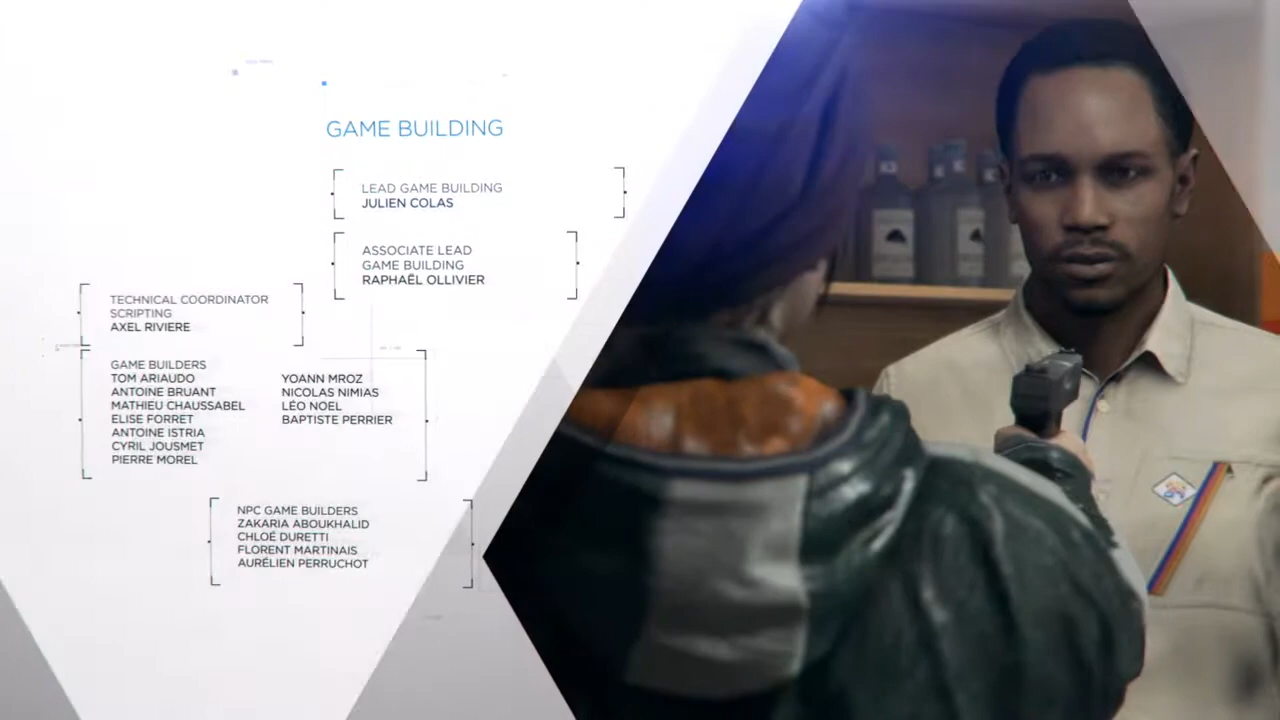 GAME BUILDING
LEAD GAME BUILDING
JULIEN COLAS
ASSOCIATE LEAD
GAME BUILDING
RAPHAËL OLLIVIER
TECHNICAL COORDINATOR
SCRIPTING
AXEL RIVIERE
GAME BUILDERS
TOM ARIAUDO
ANTOINE BRUANT
MATHIEU CHAUSSABEL
ELISE FORRET
ANTOINE ISTRIA
CYRIL JOUSMET
PIERRE MOREL
YOANN MROZ
NICOLAS NIMIAS
LÉO NOEL
BAPTISTE PERRIER
NPC GAME BUILDERS
ZAKARIA ABOUKHALID
CHLOÉ DURETTI
FLORENT MARTINAIS
AURÉLIEN PERRUCHOT